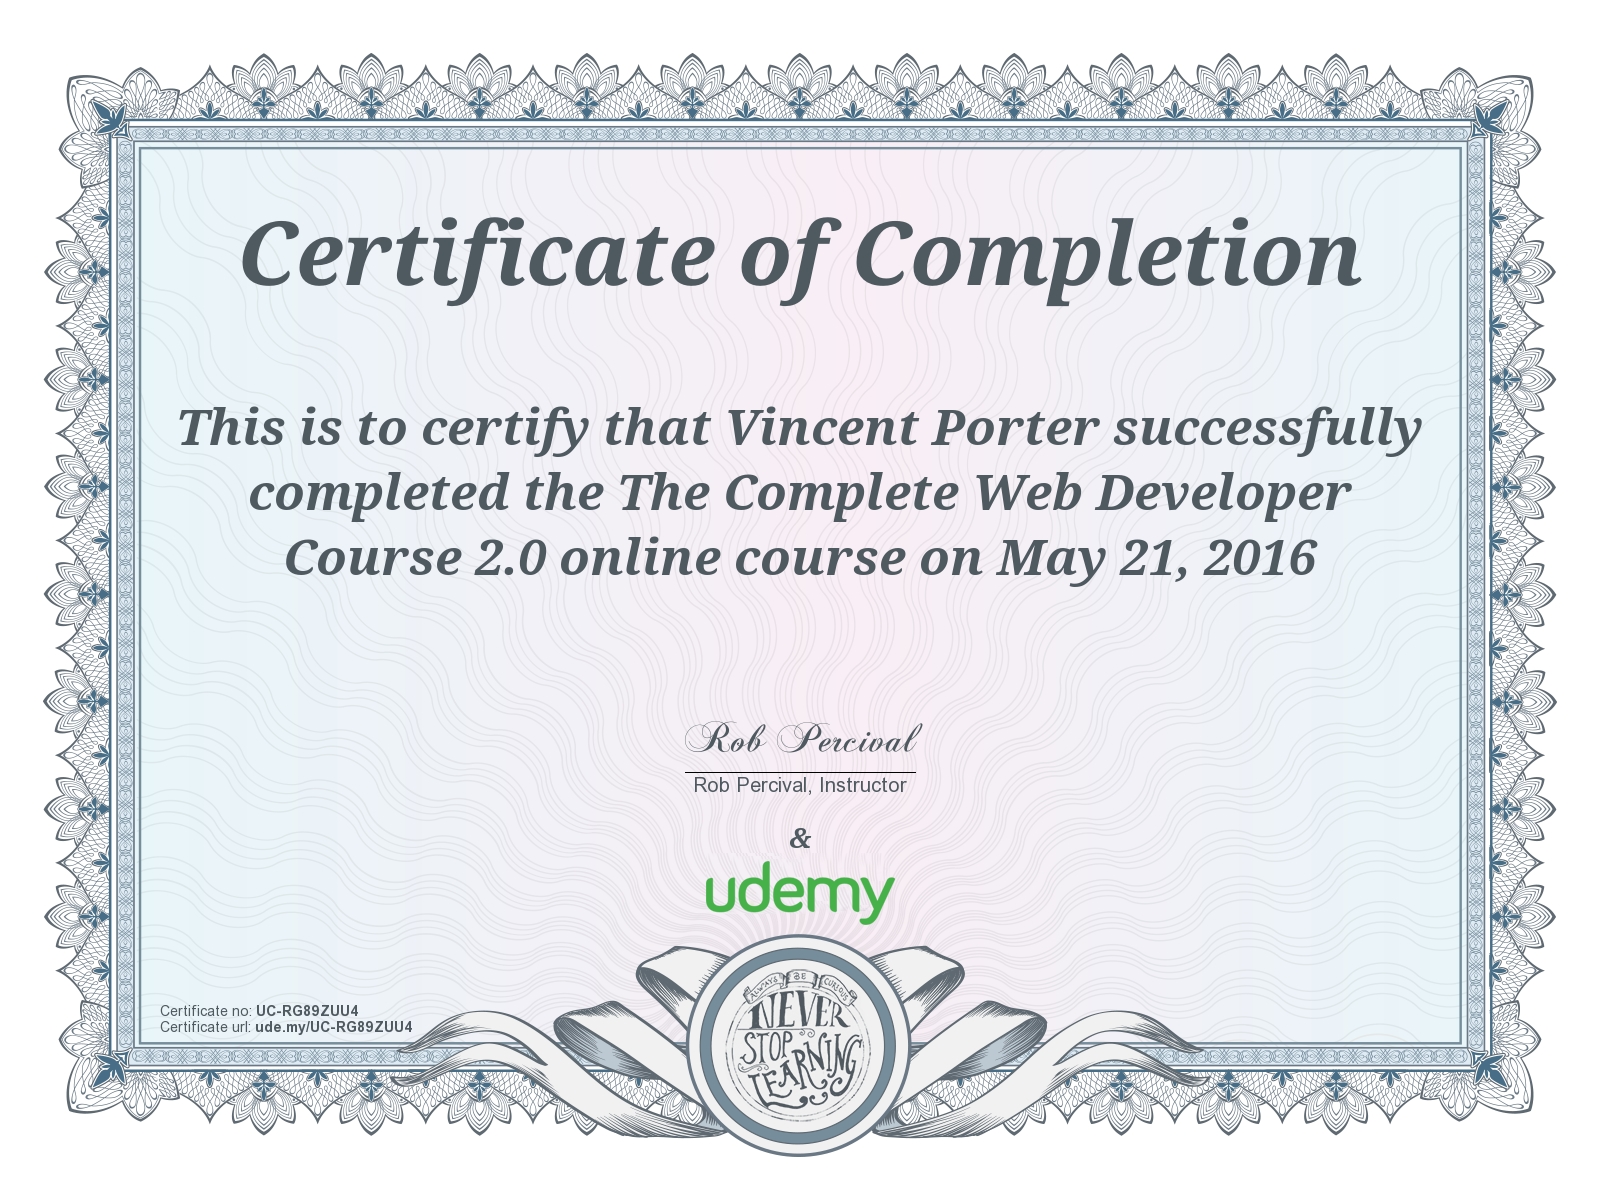 Certificate of Completion
This is to certify that Vincent Porter successfully
completed the The Complete Web Developer
Course 2.0 online course on May 21, 2016
Rob Percival
Rob Percival, Instructor
&
udemy
Certificate no: UC-RG89ZUU4
Certificate url: ude.my/UC-RG89ZUU4
ALWAYS BE CURIOUS
NEVER
STOP
LEARNING